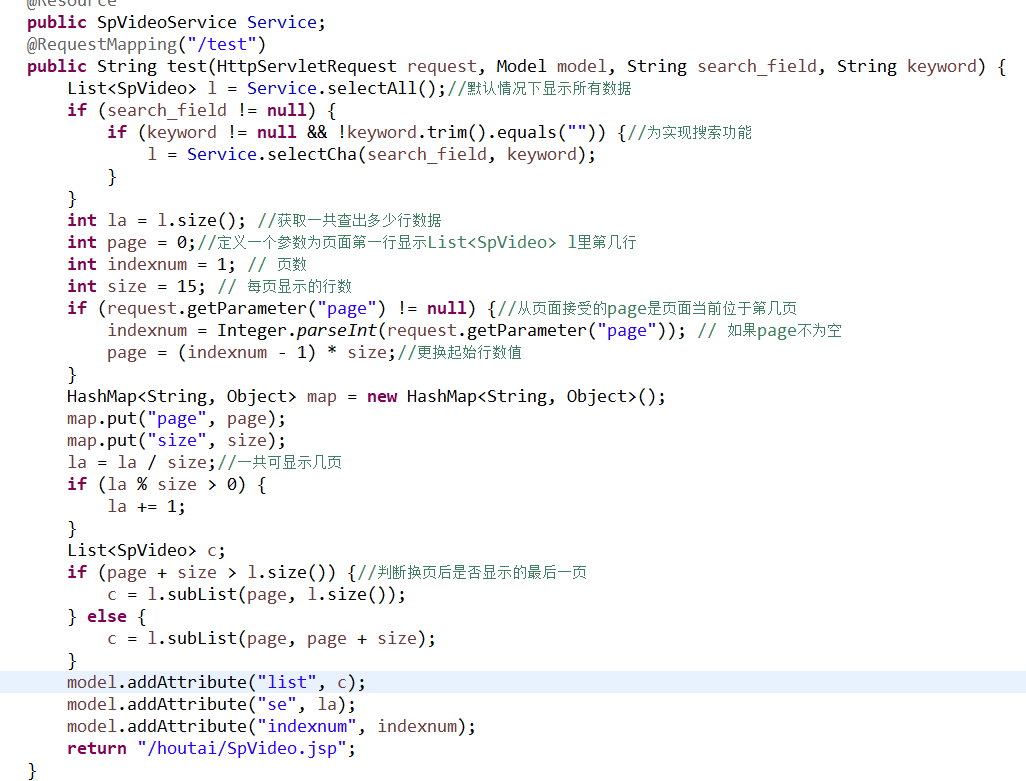 @Resource
public SpVideoService Service;
@RequestMapping("/test")
public String test(HttpServletRequest request, Model model, String search_field, String keyword) {
List<SpVideo> l = Service.selectAll();//默认情况下显示所有数据
if (search_field != null) {
if (keyword != null && !keyword.trim().equals("")) {//为实现搜索功能
l = Service.selectCha(search_field, keyword);
}
}
int la = l.size(); //获取一共查出多少行数据
int page = 0;//定义一个参数为页面第一行显示List<SpVideo> l里第几行
int indexnum = 1; // 页数
int size = 15; // 每页显示的行数
if (request.getParameter("page") != null) {//从页面接受的page是页面当前位于第几页
indexnum = Integer.parseInt(request.getParameter("page")); // 如果page不为空
page = (indexnum - 1) * size;//更换起始行数值
}
HashMap<String, Object> map = new HashMap<String, Object>();
map.put("page", page);
map.put("size", size);
la = la / size;//一共可显示几页
if (la % size > 0) {
la += 1;
}
List<SpVideo> c;
if (page + size > l.size()) {//判断换页后是否显示的最后一页
c = l.subList(page, l.size());
} else {
c = l.subList(page, page + size);
}
model.addAttribute("list", c);
model.addAttribute("se", la);
model.addAttribute("indexnum", indexnum);
return "/houtai/SpVideo.jsp";
}